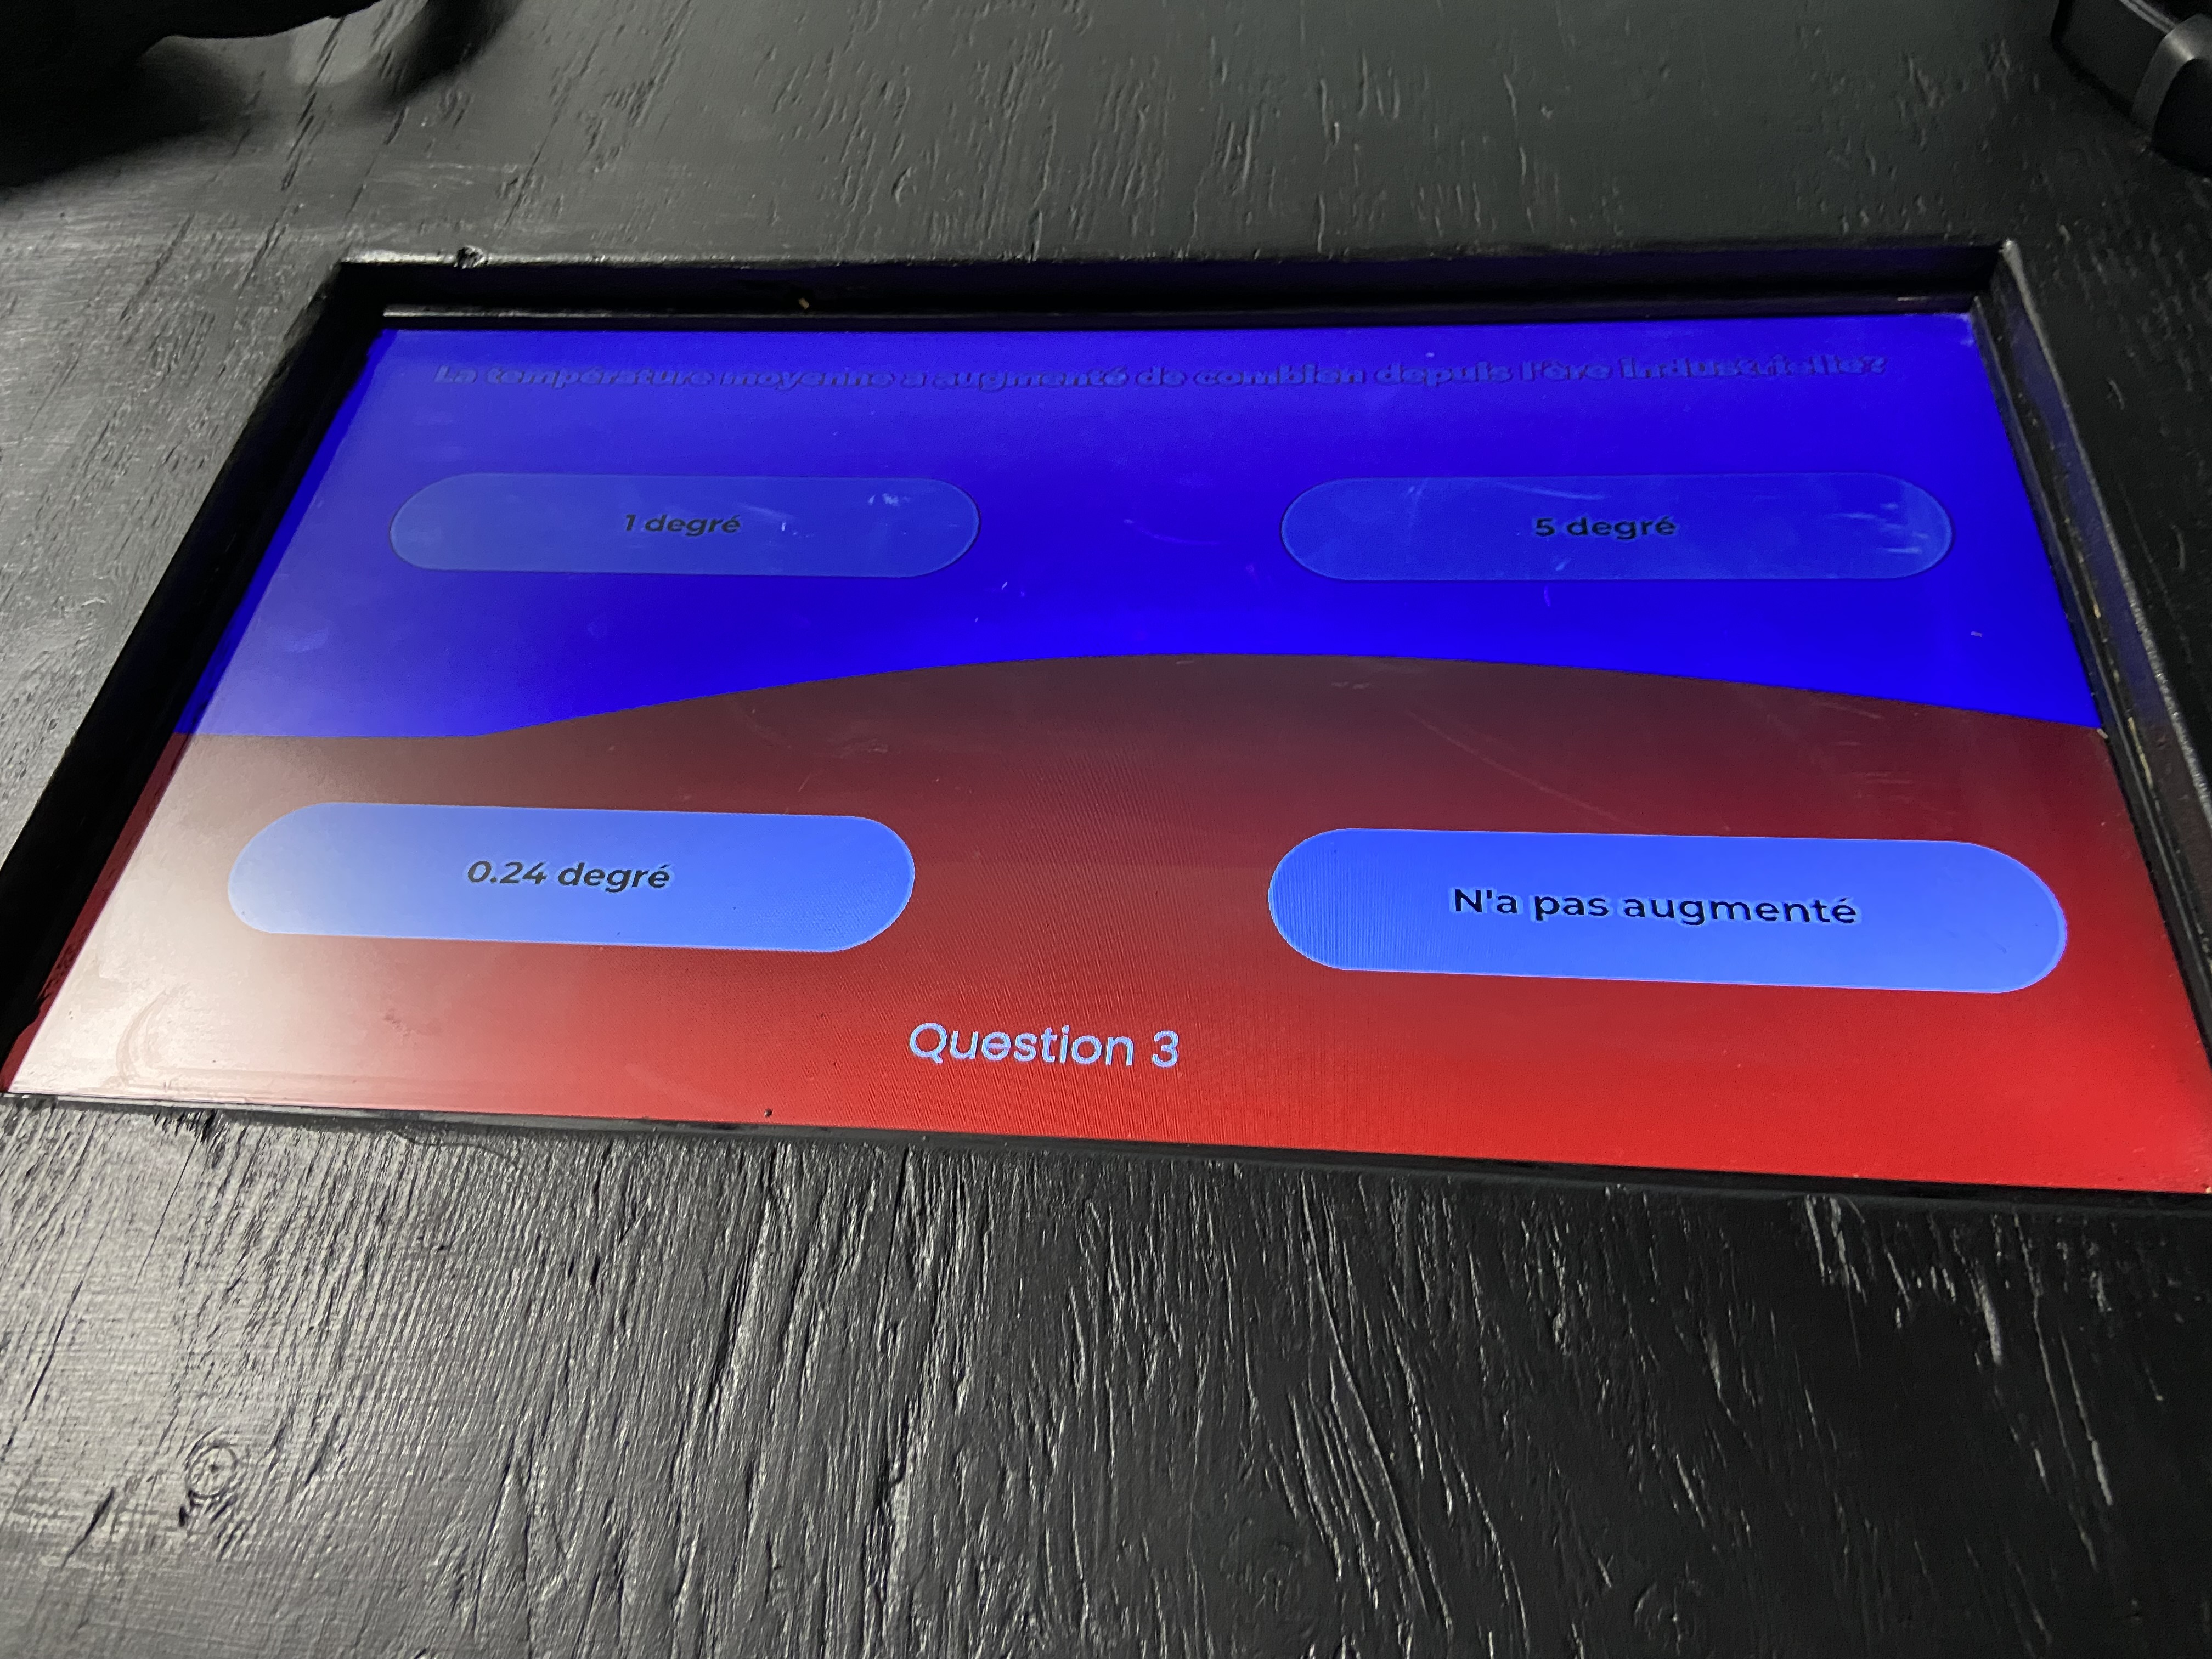 La température moyenne a augmenté de combien depuis l'ère industrielle?
1 degré
5 degré
0.24 degré
N'a pas augmenté
Question 3